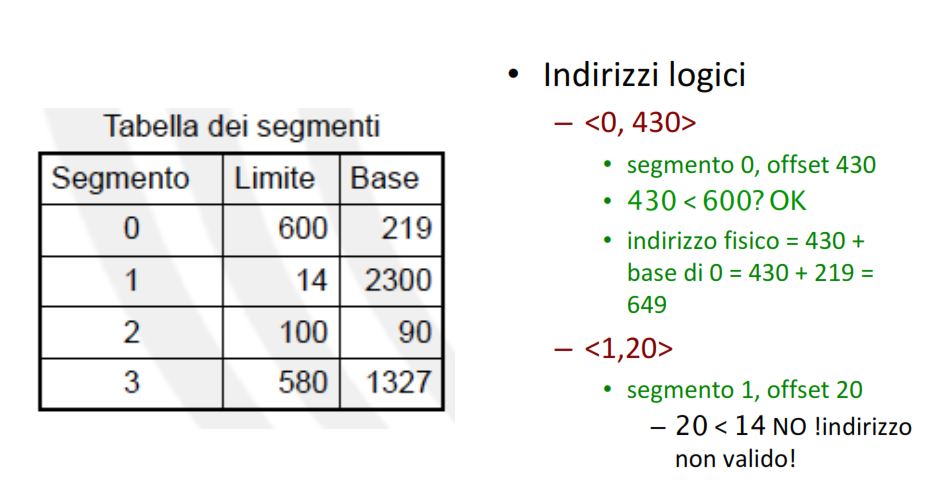 Tabella dei segmenti
Segmento Limite Base
0 600 219
1 14 2300
2 100 90
3 580 1327
• Indirizzi logici
– <0, 430>
• segmento 0, offset 430
• 430 < 600? OK
• indirizzo fisico = 430 +
base di 0 = 430 + 219 =
649
– <1,20>
• segmento 1, offset 20
– 20 < 14 NO !indirizzo
non valido!